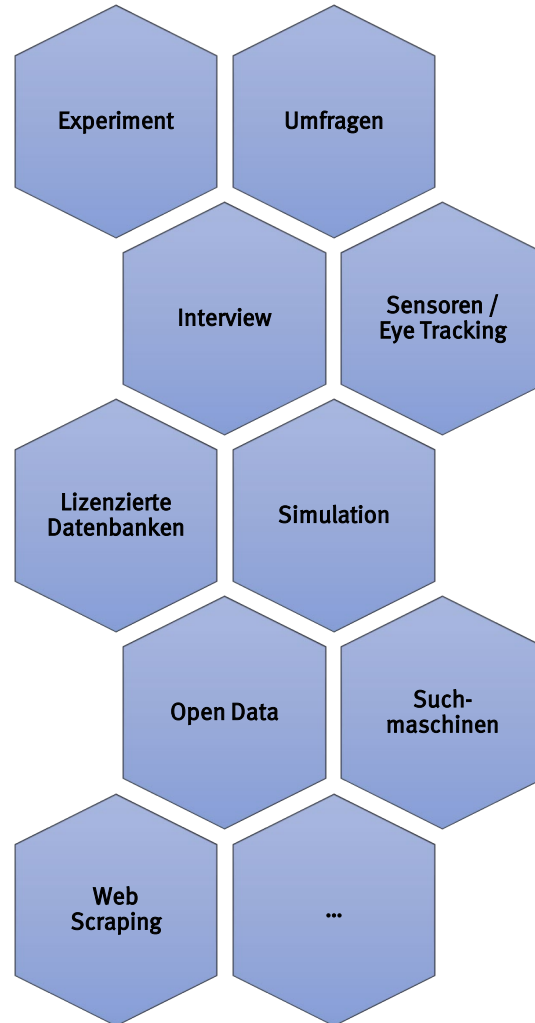 Experiment
Umfragen
Interview
Sensoren /
Eye Tracking
Lizenzierte
Datenbanken
Simulation
Open Data
Such-
maschinen
Web
Scraping
...